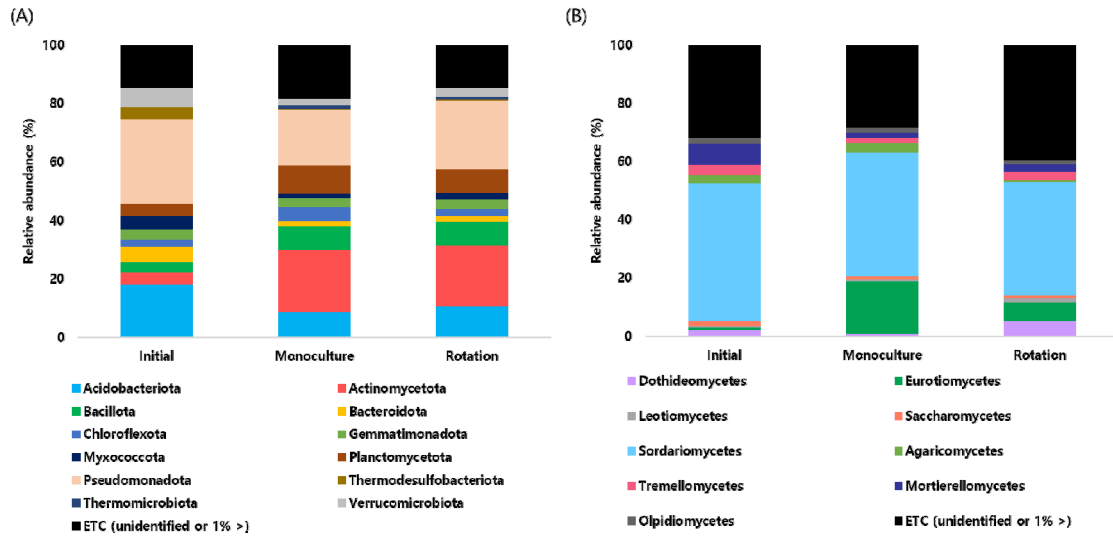 (A)
(B)
Relative abundance (%)
100
80
60
40
20
0
Initial
Monoculture
Rotation
Acidobacteriota
Actinomycetota
Bacillota
Bacteroidota
Chloroflexota
Gemmatimonadota
Myxococcota
Planctomycetota
Pseudomonadota
Thermodesulfobacteriota
Thermomicrobiota
Verrucomicrobiota
ETC (unidentified or 1% >)
Relative abundance (%)
100
80
60
40
20
0
Initial
Monoculture
Rotation
Dothideomycetes
Eurotiomycetes
Leotiomycetes
Saccharomycetes
Sordariomycetes
Agaricomycetes
Tremellomycetes
Mortierellomycetes
Olpidiomycetes
ETC (unidentified or 1% >)